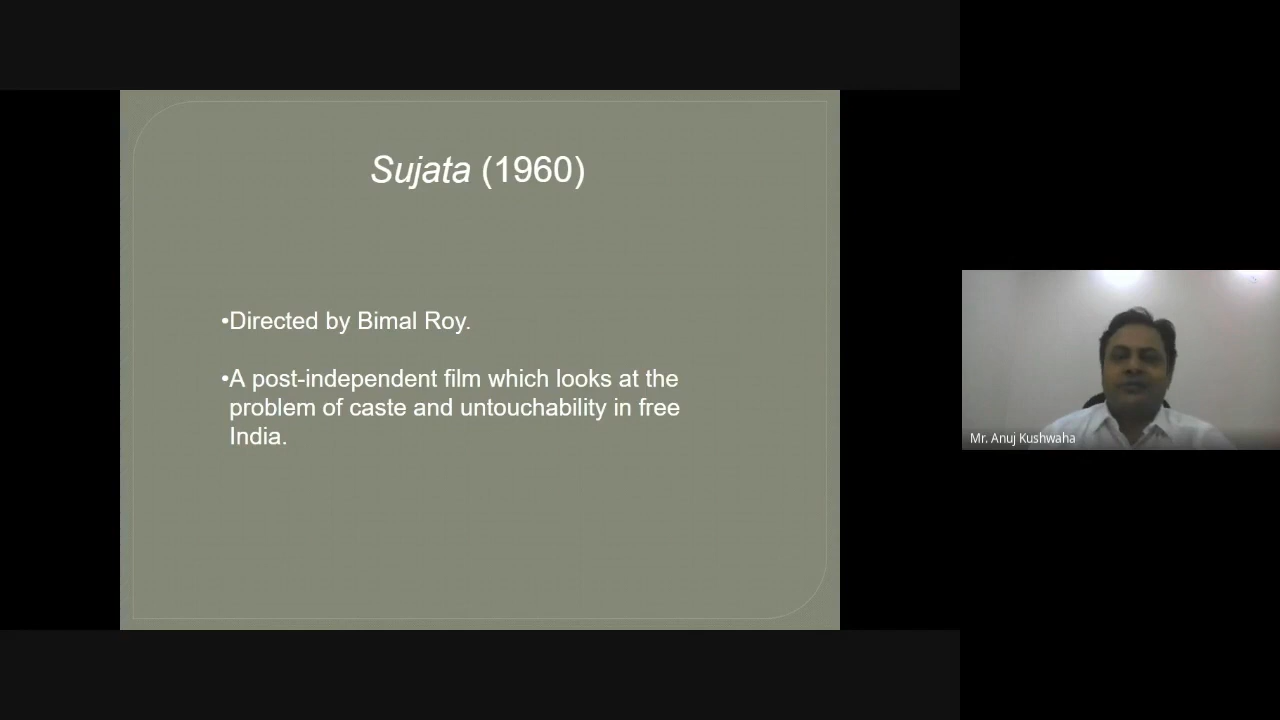 Sujata (1960)
•Directed by Bimal Roy.
•A post-independent film which looks at the
problem of caste and untouchability in free
India.
Mr. Anuj Kushwaha